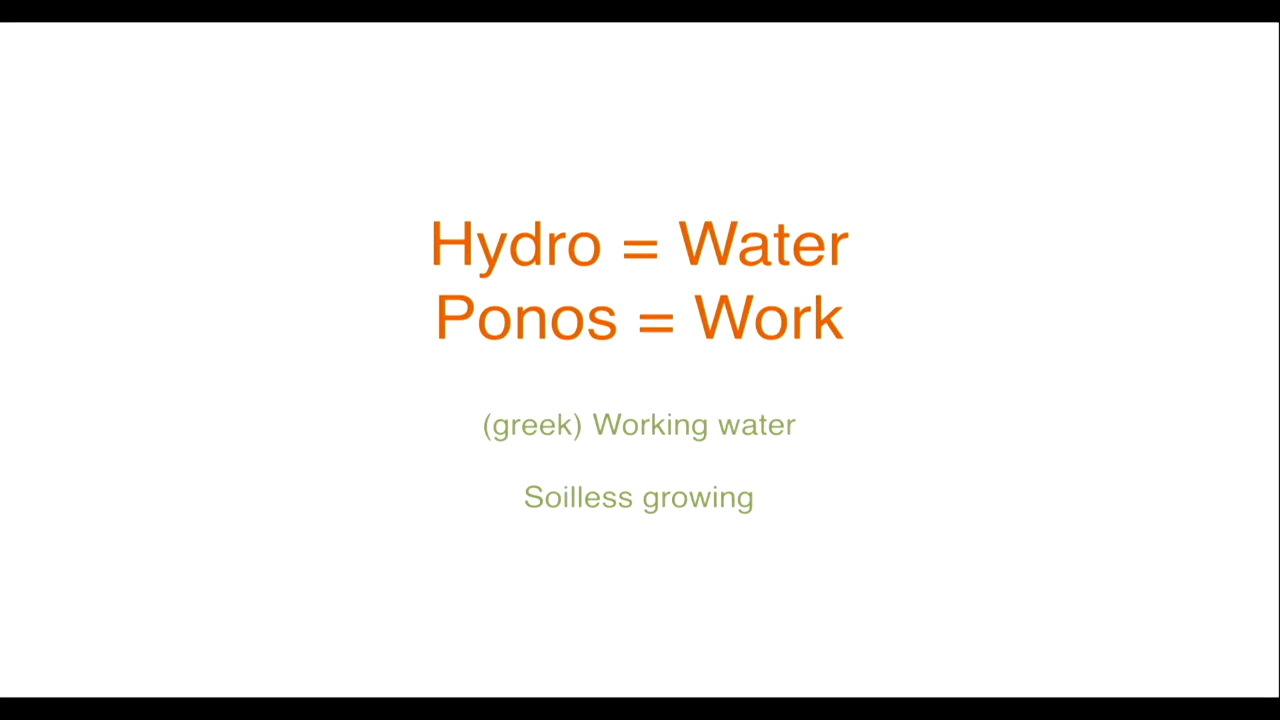 Hydro = Water
Ponos = Work
(greek) Working water
Soilless growing